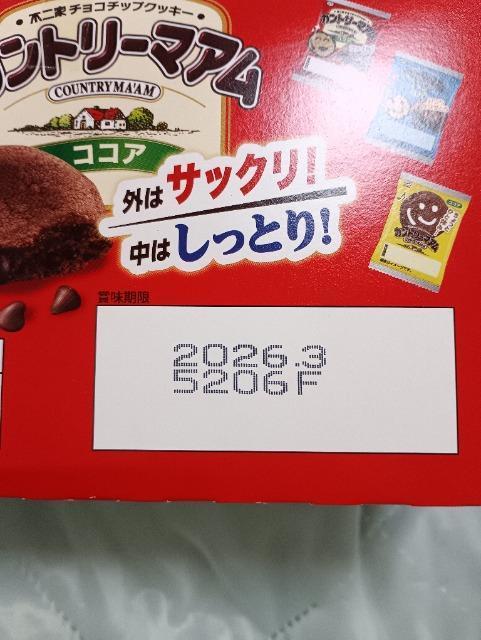 ・不二家 チョコチップクッキー・
カントリーマアム
COUNTRY MA'AM
ココア
外はサックリ!
中はしっとり!
賞味期限
2026.3
5206F